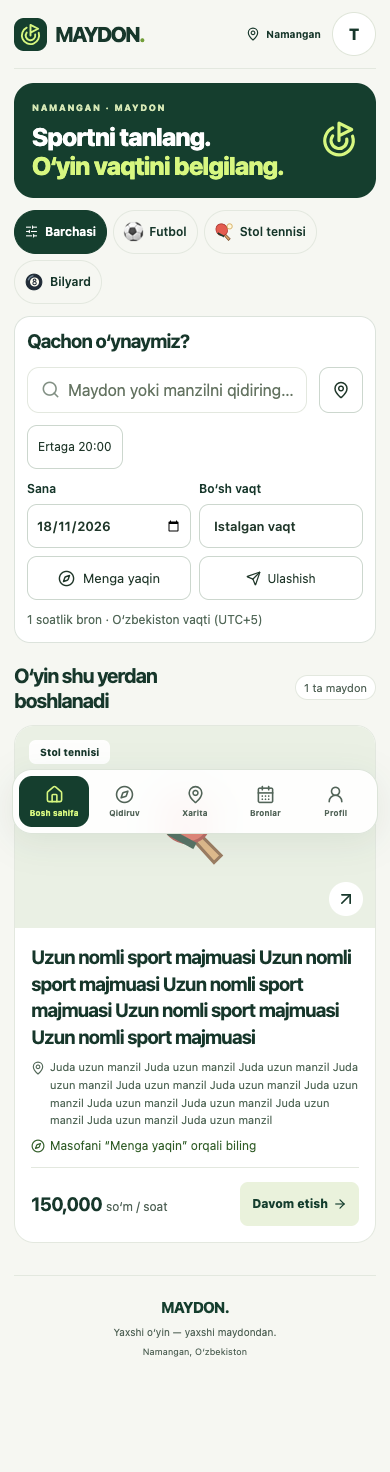 MAYDON.
Namangan
T
NAMANGAN · MAYDON
Sportni tanlang.
O‘yin vaqtini belgilang.
Barchasi
Futbol
Stol tennisi
8
Bilyard
Qachon o‘ynaymiz?
Maydon yoki manzilni qidiring...
Ertaga 20:00
Sana
Bo‘sh vaqt
18/11/2026
Istalgan vaqt
Menga yaqin
Ulashish
1 soatlik bron · O‘zbekiston vaqti (UTC+5)
O‘yin shu yerdan
boshlanadi
1 ta maydon
Stol tennisi
Bosh sahifa
Qidiruv
Xarita
Bronlar
Profil
Uzun nomli sport majmuasi Uzun nomli
sport majmuasi Uzun nomli sport
majmuasi Uzun nomli sport majmuasi
Uzun nomli sport majmuasi
Juda uzun manzil Juda uzun manzil Juda uzun manzil Juda
uzun manzil Juda uzun manzil Juda uzun manzil Juda uzun
manzil Juda uzun manzil Juda uzun manzil Juda uzun
manzil Juda uzun manzil Juda uzun manzil
Masofani “Menga yaqin” orqali biling
150,000 so‘m / soat
Davom etish
MAYDON.
Yaxshi o‘yin — yaxshi maydondan.
Namangan, O‘zbekiston